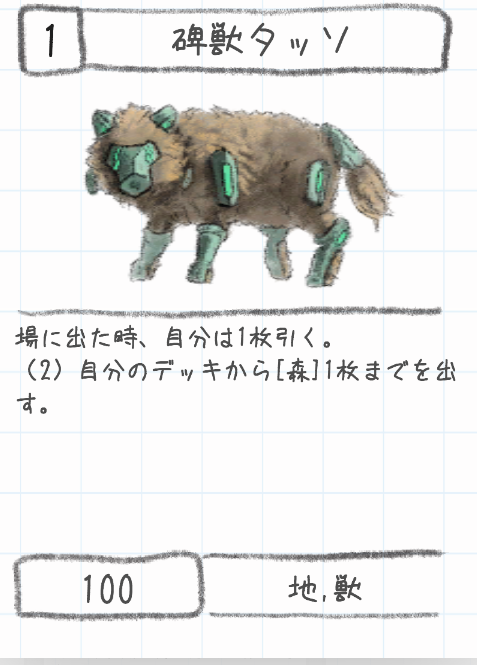 1
碑獣タッソ
場に出た時、自分は1枚引く。
（2）自分のデッキから[森]1枚までを出
す。
100
地,獣